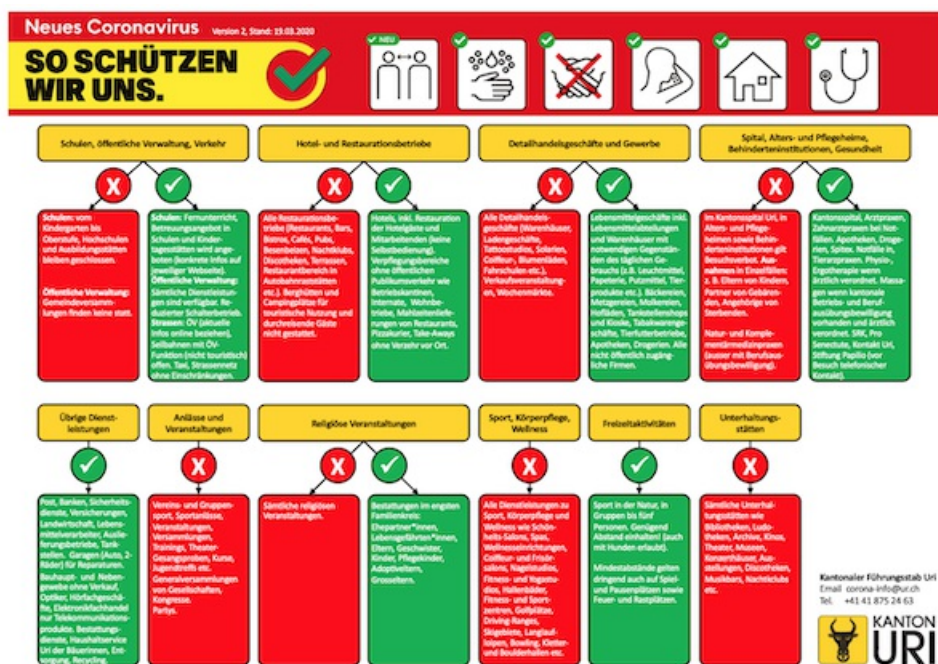 Neues Coronavirus Version 2, Stand: 19.03.2020
SO SCHÜTZEN
WIR UNS.
NEU
Schulen, öffentliche Verwaltung, Verkehr
X
Schulen: vom
Kindergarten bis
Oberstufe, Hochschulen
und Ausbildungsstätten
bleiben geschlossen.
Öffentliche Verwaltung:
Gemeindeversamm-
lungen finden keine statt.
Schulen: Fernunterricht,
Betreuungsangebot in
Schulen und Kinder-
tagesstätten wird ange-
boten (konkrete Infos auf
jeweiliger Webseite).
Öffentliche Verwaltung:
Sämtliche Dienstleistun-
gen sind verfügbar. Re-
duzierter Schalterbetrieb.
Strassen: ÖV (aktuelle
Infos online beziehen),
Seilbahnen mit ÖV-
Funktion (nicht touristisch)
offen. Taxi, Strassennetz
ohne Einschränkungen.
Hotel- und Restaurationsbetriebe
X
Alle Restaurationsbe-
triebe (Restaurants, Bars,
Bistros, Cafés, Pubs,
Besenbeizen, Nachtklubs,
Discotheken, Terrassen,
Restaurantbereich in
Autobahnraststätten
etc.). Berghütten und
Campingplätze für
touristische Nutzung und
durchreisende Gäste
nicht gestattet.
Hotels, inkl. Restauration
der Hotelgäste und
Mitarbeitenden (keine
Selbstbedienung).
Verpflegungsbereiche
ohne öffentlichen
Publikumsverkehr wie
Betriebskantinen,
Internate, Wohnbe-
triebe, Mahlzeitenliefe-
rungen von Restaurants,
Pizzakurier, Take-Aways
ohne Verzehr vor Ort.
Detailhandelsgeschäfte und Gewerbe
X
Alle Detailhandels-
geschäfte (Warenhäuser,
Ladengeschäfte,
Tattoostudios, Solarien,
Coiffeur-, Blumenläden,
Fahrschulen etc.),
Verkaufsveranstaltun-
gen, Wochenmärkte.
Lebensmittelgeschäfte inkl.
Lebensmittelabteilungen
und Warenhäuser mit
notwendigen Gegenstän-
den des täglichen Ge-
brauchs (z.B. Leuchtmittel,
Papeterie, Putzmittel, Tier-
produkte etc.). Bäckereien,
Metzgereien, Molkereien,
Hofläden, Tankstellenshops
und Kioske, Tabakwarenge-
schäfte, Tierfutterbetriebe,
Apotheken, Drogerien. Alle
nicht öffentlich zugäng-
liche Firmen.
Spital, Alters- und Pflegeheime,
Behinderteninstitutionen, Gesundheit
X
Im Kantonsspital Uri, in
Alters- und Pflege-
heimen sowie Behin-
derteninstitutionen gilt
Besuchsverbot. Aus-
nahmen in Einzelfällen:
z. B. Eltern von Kindern,
Partner von Gebären-
den, Angehörige von
Sterbenden.
Natur- und Komple-
mentärmedizinpraxen
(ausser mit Berufsaus-
übungsbewilligung).
Kantonsspital, Arztpraxen,
Zahnarztpraxen bei Not-
fällen. Apotheken, Droge-
rien, Spitex. Notfälle in
Tierarztpraxen. Physio-,
Ergotherapie wenn
ärztlich verordnet. Massa-
gen wenn kantonale
Betriebs- und Beruf-
ausübungsbewilligung
vorhanden und ärztlich
verordnet. SRK, Pro
Senectute, Kontakt Uri,
Stiftung Papilio (vor
Besuch telefonischer
Kontakt).
Übrige Dienst-
leistungen
Post, Banken, Sicherheits-
dienste, Versicherungen,
Landwirtschaft, Lebens-
mittelverarbeiter, Auslie-
ferungsbetriebe, Tank-
stellen. Garagen (Auto, 2-
Räder) für Reparaturen.
Bauhaupt- und Neben-
gewerbe ohne Verkauf,
Optiker, Hörfachgeschä-
fte, Elektronikfachhandel
nur Telekommunikations-
produkte. Bestattungs-
dienste, Haushaltservice
Uri der Bäuerinnen, Ent-
sorgung, Recycling.
Anlässe und
Veranstaltungen
X
Vereins- und Gruppen-
sport, Sportanlässe,
Veranstaltungen,
Versammlungen,
Trainings, Theater-
Gesangsproben, Kurse,
Jugendtreffs etc.
Generalversammlungen
von Gesellschaften,
Kongresse.
Partys.
Religiöse Veranstaltungen
X
Sämtliche religiösen
Veranstaltungen.
Bestattungen im engsten
Familienkreis:
Ehepartner*innen,
Lebensgefährten*innen,
Eltern, Geschwister,
Kinder, Pflegekinder,
Adoptiveltern,
Grosseltern.
Sport, Körperpflege,
Wellness
X
Alle Dienstleistungen zu
Sport, Körperpflege und
Wellness wie Schön-
heits-Salons, Spas,
Wellnesseinrichtungen,
Coiffeur- und Frisör-
salons, Nagelstudios,
Fitness- und Yogastu-
dios, Hallenbäder,
Fitness- und Sport-
zentren, Golfplätze,
Driving-Ranges,
Skigebiete, Langlauf-
loipen, Bowling, Kletter-
und Boulderhallen etc.
Freizeitaktivitäten
Sport in der Natur, in
Gruppen bis fünf
Personen. Genügend
Abstand einhalten! (auch
mit Hunden erlaubt).
Mindestabstände gelten
dringend auch auf Spiel-
und Pausenplätzen sowie
Feuer- und Rastplätzen.
Unterhaltungs-
stätten
X
Sämtliche Unterhal-
tungsstätten wie
Bibliotheken, Ludo-
theken, Archive, Kinos,
Theater, Museen,
Konzerthäuser, Aus-
stellungen, Discotheken,
Musikbars, Nachtclubs
etc.
Kantonaler Führungsstab Uri
Email corona-info@ur.ch
Tel. +41 41 875 24 63
KANTON
URI